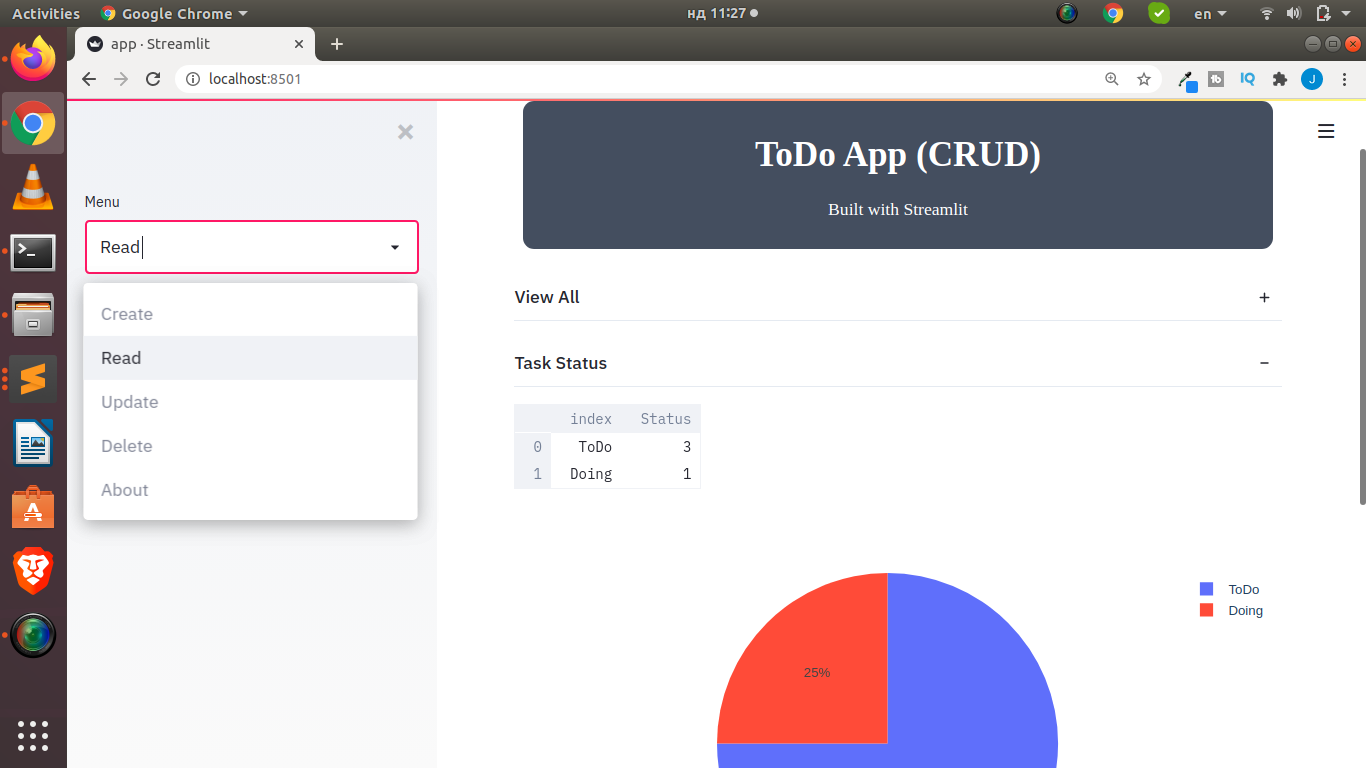 Activities Google Chrome нд 11:27 en
app · Streamlit
localhost:8501
J
Menu
Read
Create
Read
Update
Delete
About
ToDo App (CRUD)
Built with Streamlit
View All
Task Status
index Status
0 ToDo 3
1 Doing 1
ToDo
Doing
25%